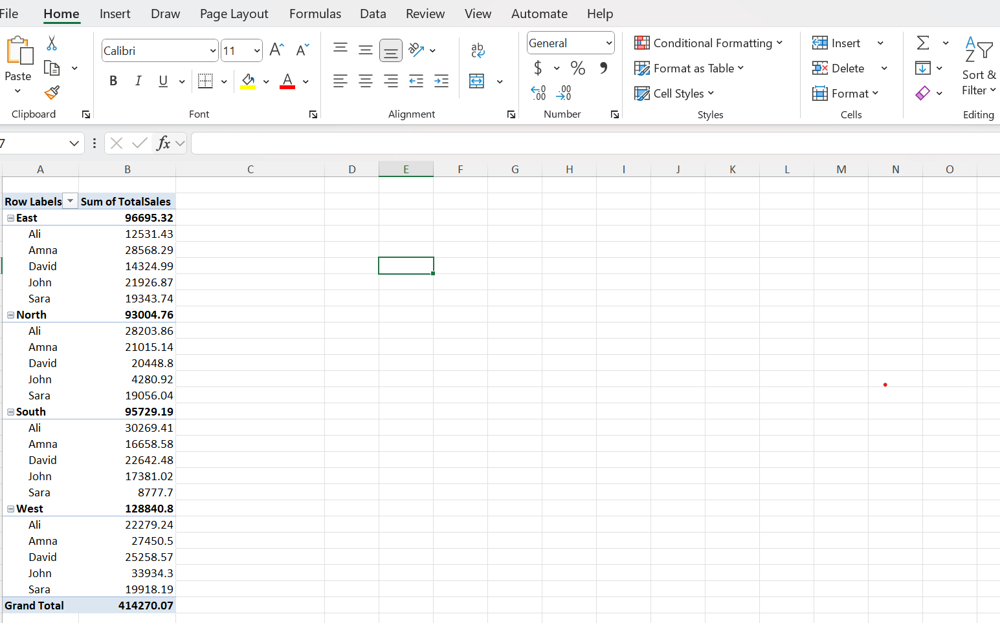 File Home Insert Draw Page Layout Formulas Data Review View Automate Help
Calibri 11 ab General Conditional Formatting Insert Σ A
Paste $ % , Format as Table Delete Z
B I U A .00 .00 Cell Styles Format Sort & Filter
Clipboard Font Alignment Number Styles Cells Editing
7 fx
A B C D E F G H I J K L M N O
Row Labels Sum of TotalSales
East 96695.32
Ali 12531.43
Amna 28568.29
David 14324.99
John 21926.87
Sara 19343.74
North 93004.76
Ali 28203.86
Amna 21015.14
David 20448.8
John 4280.92
Sara 19056.04
South 95729.19
Ali 30269.41
Amna 16658.58
David 22642.48
John 17381.02
Sara 8777.7
West 128840.8
Ali 22279.24
Amna 27450.5
David 25258.57
John 33934.3
Sara 19918.19
Grand Total 414270.07